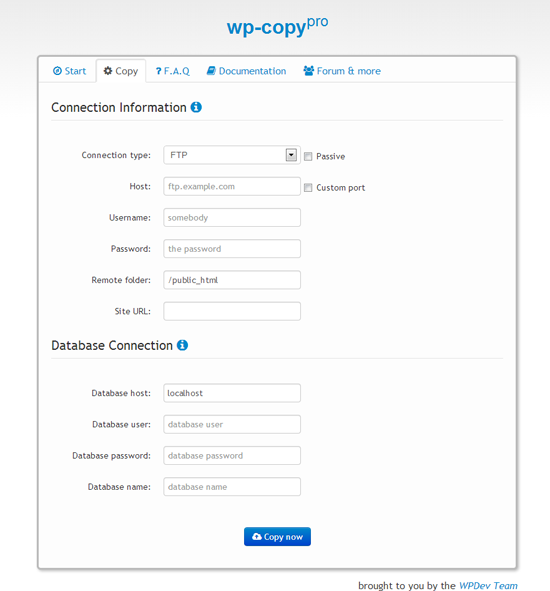 wp-copypro
Start Copy ? F.A.Q Documentation Forum & more
Connection Information
Connection type: FTP Passive
Host: ftp.example.com Custom port
Username: somebody
Password: the password
Remote folder: /public_html
Site URL:
Database Connection
Database host: localhost
Database user: database user
Database password: database password
Database name: database name
Copy now
brought to you by the WPDev Team